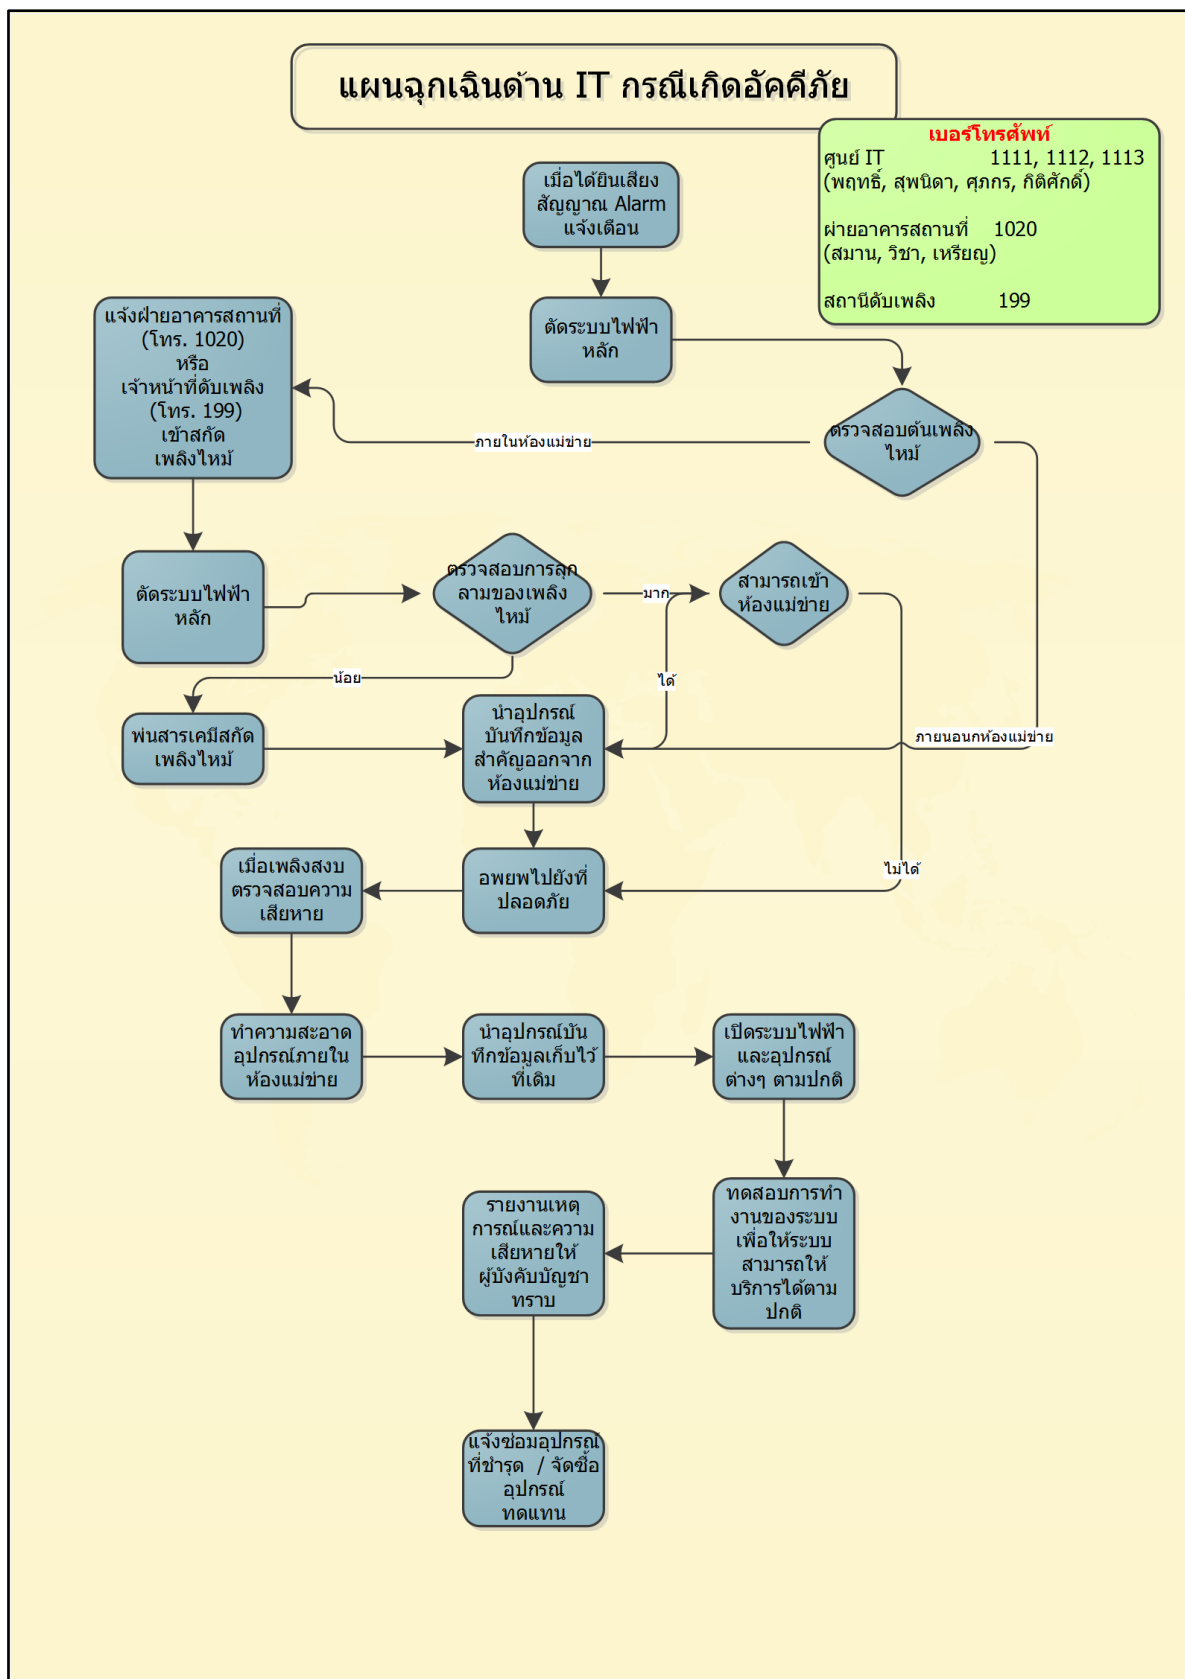 แผนฉุกเฉินด้าน IT กรณีเกิดอัคคีภัย
เบอร์โทรศัพท์
ศูนย์ IT 1111, 1112, 1113
(พฤทธิ์, สุพนิดา, ศุภกร, กิติศักดิ์)
ผ่ายอาคารสถานที่ 1020
(สมาน, วิชา, เหรียญ)
สถานีดับเพลิง 199
เมื่อได้ยินเสียง
สัญญาณ Alarm
แจ้งเตือน
ตัดระบบไฟฟ้า
หลัก
ตรวจสอบต้นเพลิง
ไหม้
ภายในห้องแม่ข่าย
แจ้งฝ่ายอาคารสถานที่
(โทร. 1020)
หรือ
เจ้าหน้าที่ดับเพลิง
(โทร. 199)
เข้าสกัด
เพลิงไหม้
ตัดระบบไฟฟ้า
หลัก
ตรวจสอบการลุก
ลามของเพลิง
ไหม้
มาก
สามารถเข้า
ห้องแม่ข่าย
น้อย
ได้
พ่นสารเคมีสกัด
เพลิงไหม้
นำอุปกรณ์
บันทึกข้อมูล
สำคัญออกจาก
ห้องแม่ข่าย
ภายนอนกห้องแม่ข่าย
ไม่ได้
เมื่อเพลิงสงบ
ตรวจสอบความ
เสียหาย
อพยพไปยังที่
ปลอดภัย
ทำความสะอาด
อุปกรณ์ภายใน
ห้องแม่ข่าย
นำอุปกรณ์บัน
ทึกข้อมูลเก็บไว้
ที่เดิม
เปิดระบบไฟฟ้า
และอุปกรณ์
ต่างๆ ตามปกติ
ทดสอบการทำ
งานของระบบ
เพื่อให้ระบบ
สามารถให้
บริการได้ตาม
ปกติ
รายงานเหตุ
การณ์และความ
เสียหายให้
ผู้บังคับบัญชา
ทราบ
แจ้งซ่อมอุปกรณ์
ที่ชำรุด / จัดซื้อ
อุปกรณ์
ทดแทน